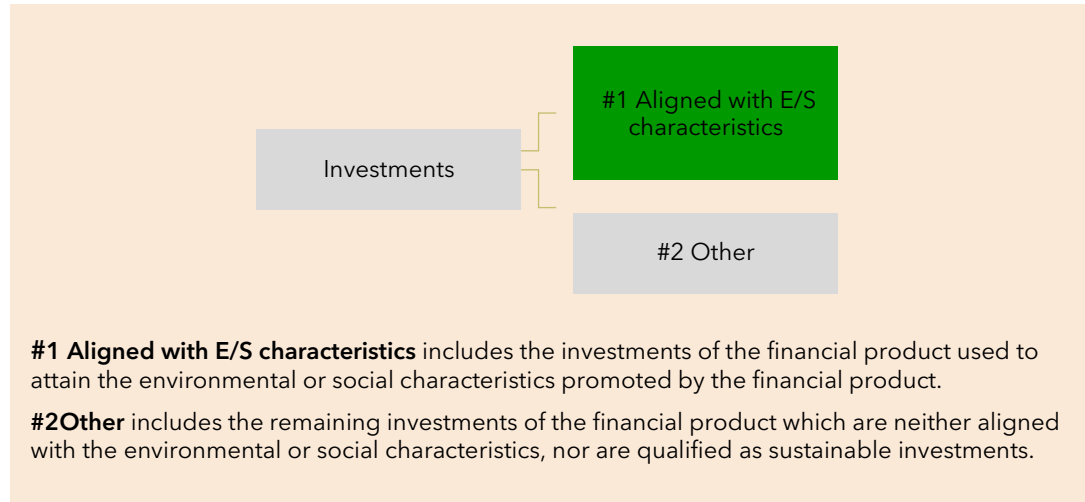 #1 Aligned with E/S
characteristics
Investments
#2 Other
#1 Aligned with E/S characteristics includes the investments of the financial product used to
attain the environmental or social characteristics promoted by the financial product.
#2Other includes the remaining investments of the financial product which are neither aligned
with the environmental or social characteristics, nor are qualified as sustainable investments.